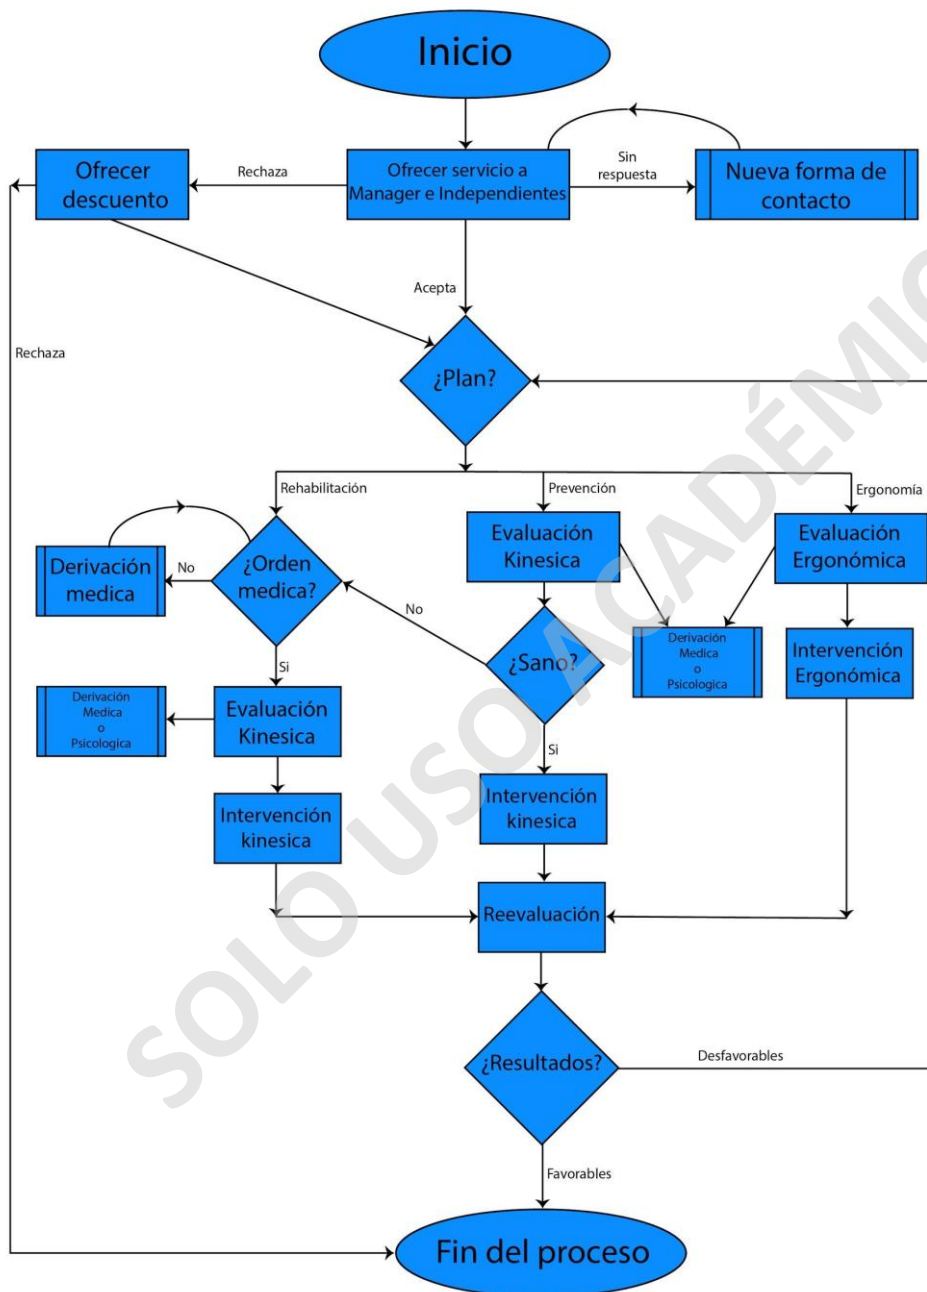 Inicio
Ofrecer
descuento
Rechaza
Ofrecer servicio a
Manager e Independientes
Sin
respuesta
Nueva forma de
contacto
Acepta
Rechaza
¿Plan?
Rehabilitación
Prevención
Ergonomía
Derivación
medica
No
¿Orden
medica?
Evaluación
Kinesica
Evaluación
Ergonómica
No
¿Sano?
Derivación
Medica
o
Psicologica
Intervención
Ergonómica
Si
Derivación
Medica
o
Psicologica
Evaluación
Kinesica
Si
Intervención
kinesica
Intervención
kinesica
Reevaluación
¿Resultados?
Desfavorables
Favorables
Fin del proceso
SOLO USO ACADÉMIC